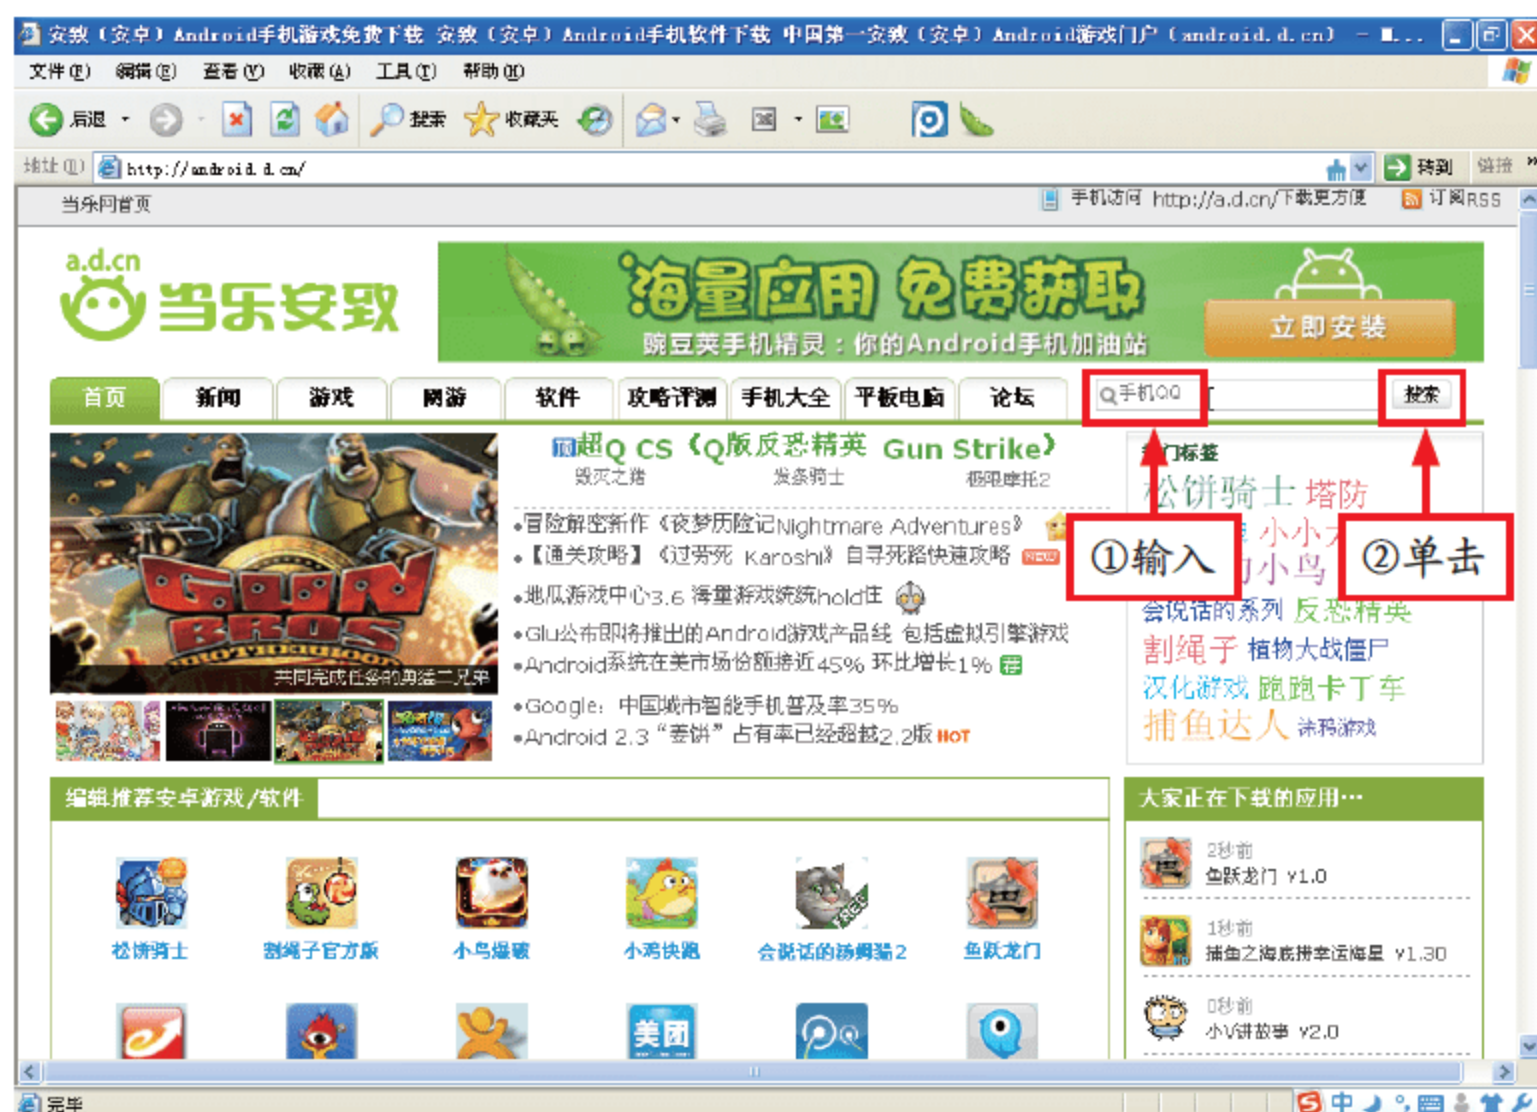 安致（安卓）Android手机游戏免费下载 安致（安卓）Android手机软件下载 中国第一安致（安卓）Android游戏门户（android.d.cn） -
文件(F) 编辑(E) 查看(V) 收藏(A) 工具(T) 帮助(H)
后退 搜索 收藏夹
地址(D) http://android.d.cn/ 转到 链接 »
当乐网首页 手机访问 http://a.d.cn/下载更方便 订阅RSS
a.d.cn
当乐安致
海量应用 免费获取
豌豆荚手机精灵：你的Android手机加油站
立即安装
首页 新闻 游戏 网游 软件 攻略评测 手机大全 平板电脑 论坛 手机QQ 搜索
顶 超Q CS《Q版反恐精英 Gun Strike》
毁灭之猪 发条骑士 极限摩托2
•冒险解密新作《夜梦历险记Nightmare Adventures》
•【通关攻略】《过劳死 Karoshi》自寻死路快速攻略 NEW
•地瓜游戏中心3.6 海量游戏统统hold住
•Glu公布即将推出的Android游戏产品线 包括虚拟引擎游戏
•Android系统在美市场份额接近45% 环比增长1% 荐
•Google：中国城市智能手机普及率35%
•Android 2.3“姜饼”占有率已经超越2.2版 HOT
GUN
BROS
共同完成任务的勇猛二兄弟
门标签
松饼骑士 塔防
小小
小鸟
会说话的系列 反恐精英
割绳子 植物大战僵尸
汉化游戏 跑跑卡丁车
捕鱼达人 涂鸦游戏
①输入
②单击
编辑推荐安卓游戏/软件
松饼骑士 割绳子官方版 小鸟爆破 小鸡快跑 会说话的汤姆猫2 鱼跃龙门
FREE
美团
大家正在下载的应用…
2秒前
鱼跃龙门 v1.0
1秒前
捕鱼之海底捞幸运海星 v1.30
0秒前
小V讲故事 v2.0
完毕
中